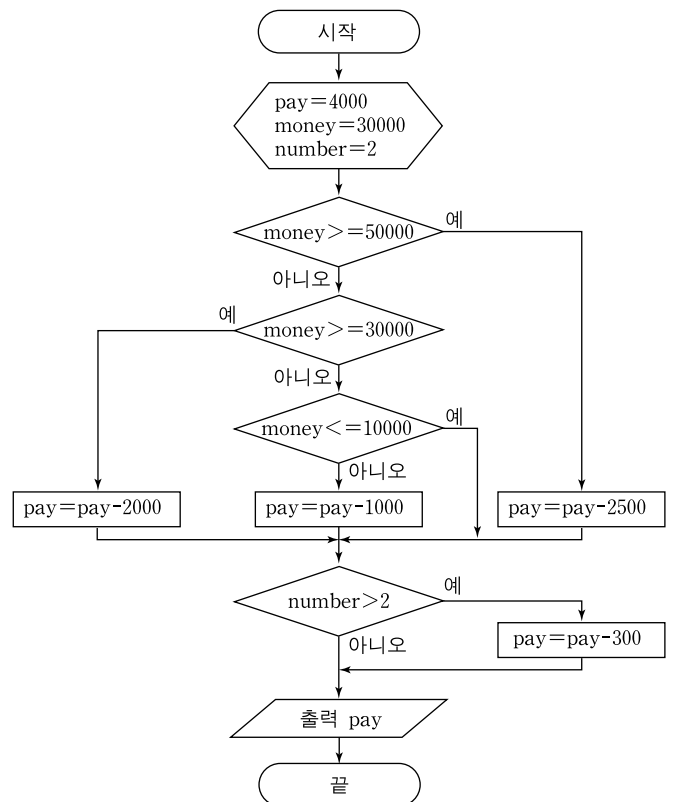 시작
pay=4000
money=30000
number=2
money>=50000
예
아니오
예
money>=30000
아니오
money<=10000
예
아니오
pay=pay-2000
pay=pay-1000
pay=pay-2500
number>2
예
아니오
pay=pay-300
출력 pay
끝